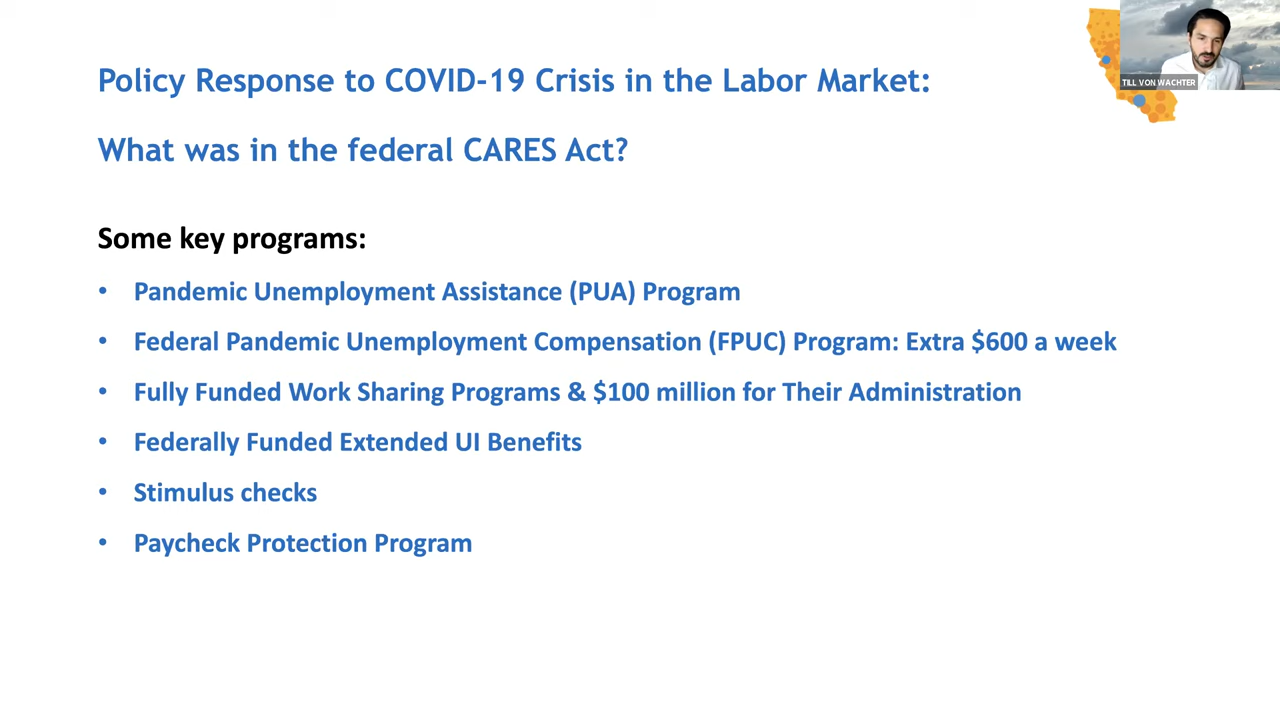 Policy Response to COVID-19 Crisis in the Labor Market:
What was in the federal CARES Act?
TILL VON WACHTER
Some key programs:
• Pandemic Unemployment Assistance (PUA) Program
• Federal Pandemic Unemployment Compensation (FPUC) Program: Extra $600 a week
• Fully Funded Work Sharing Programs & $100 million for Their Administration
• Federally Funded Extended UI Benefits
• Stimulus checks
• Paycheck Protection Program